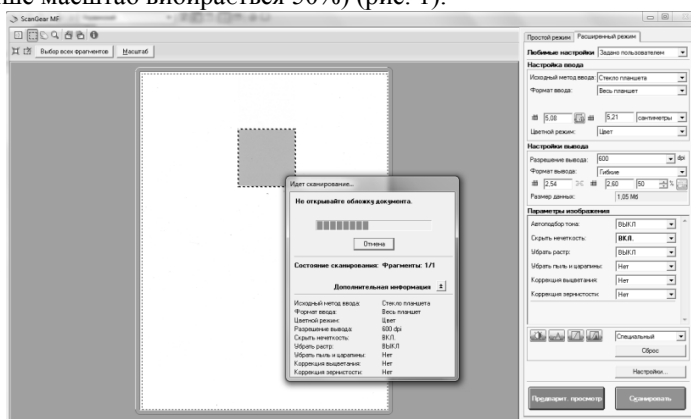 ше масштаб вибирається 50%) (рис. 1).
ScanGear MF
Простой режим Расширенный режим
Выбор всех фрагментов Масштаб
Любимые настройки Задано пользователем
Настройка ввода
Исходный метод ввода: Стекло планшета
Формат ввода: Весь планшет
5,08 5,21 сантиметры
Цветной режим: Цвет
Настройки вывода
Разрешение вывода: 600 dpi
Формат вывода: Гибкие
2,54 2,60 50 %
Размер данных: 1,05 Мб
Параметры изображения
Автоподбор тона: ВЫКЛ
Скрыть нечеткость: ВКЛ.
Убрать растр: ВЫКЛ
Убрать пыль и царапины: Нет
Коррекция выцветания: Нет
Коррекция зернистости: Нет
Специальный
Сброс
Настройки...
Предварит. просмотр Сканировать
Идет сканирование...
Не открывайте обложку документа.
Отмена
Состояние сканирования: Фрагменты: 1/1
Дополнительная информация
Исходный метод ввода: Стекло планшета
Формат ввода: Весь планшет
Цветной режим: Цвет
Разрешение вывода: 600 dpi
Скрыть нечеткость: ВКЛ.
Убрать растр: ВЫКЛ
Убрать пыль и царапины: Нет
Коррекция выцветания: Нет
Коррекция зернистости: Нет